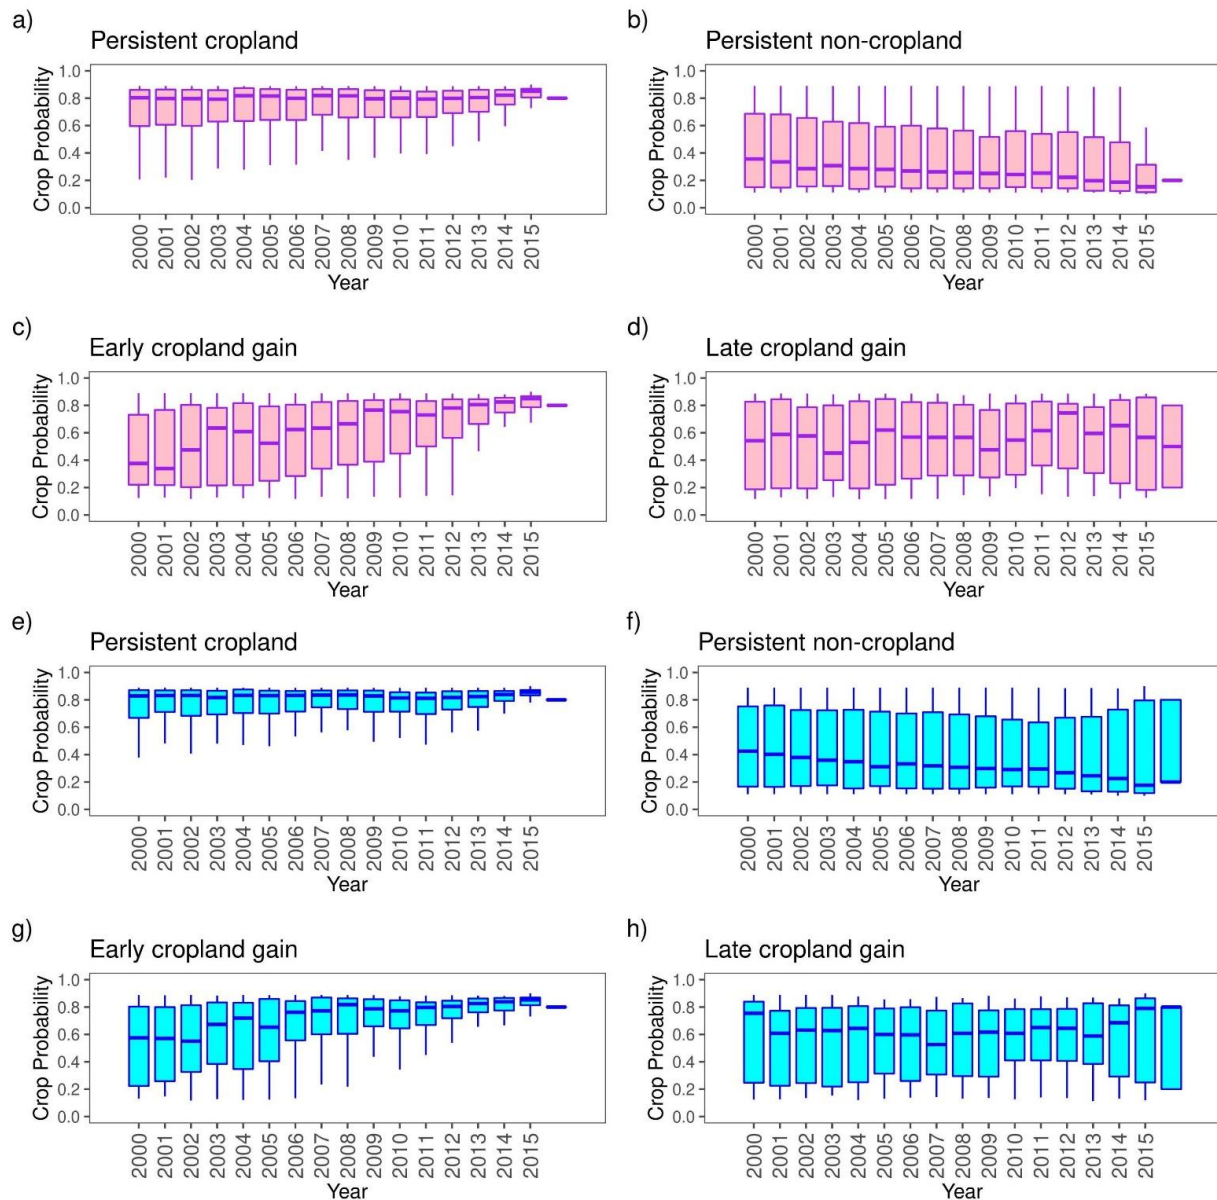 a)
Persistent cropland
Crop Probability
1.0
0.8
0.6
0.4
0.2
0.0
2000 2001 2002 2003 2004 2005 2006 2007 2008 2009 2010 2011 2012 2013 2014 2015
Year
b)
Persistent non-cropland
Crop Probability
1.0
0.8
0.6
0.4
0.2
0.0
2000 2001 2002 2003 2004 2005 2006 2007 2008 2009 2010 2011 2012 2013 2014 2015
Year
c)
Early cropland gain
Crop Probability
1.0
0.8
0.6
0.4
0.2
0.0
2000 2001 2002 2003 2004 2005 2006 2007 2008 2009 2010 2011 2012 2013 2014 2015
Year
d)
Late cropland gain
Crop Probability
1.0
0.8
0.6
0.4
0.2
0.0
2000 2001 2002 2003 2004 2005 2006 2007 2008 2009 2010 2011 2012 2013 2014 2015
Year
e)
Persistent cropland
Crop Probability
1.0
0.8
0.6
0.4
0.2
0.0
2000 2001 2002 2003 2004 2005 2006 2007 2008 2009 2010 2011 2012 2013 2014 2015
Year
f)
Persistent non-cropland
Crop Probability
1.0
0.8
0.6
0.4
0.2
0.0
2000 2001 2002 2003 2004 2005 2006 2007 2008 2009 2010 2011 2012 2013 2014 2015
Year
g)
Early cropland gain
Crop Probability
1.0
0.8
0.6
0.4
0.2
0.0
2000 2001 2002 2003 2004 2005 2006 2007 2008 2009 2010 2011 2012 2013 2014 2015
Year
h)
Late cropland gain
Crop Probability
1.0
0.8
0.6
0.4
0.2
0.0
2000 2001 2002 2003 2004 2005 2006 2007 2008 2009 2010 2011 2012 2013 2014 2015
Year